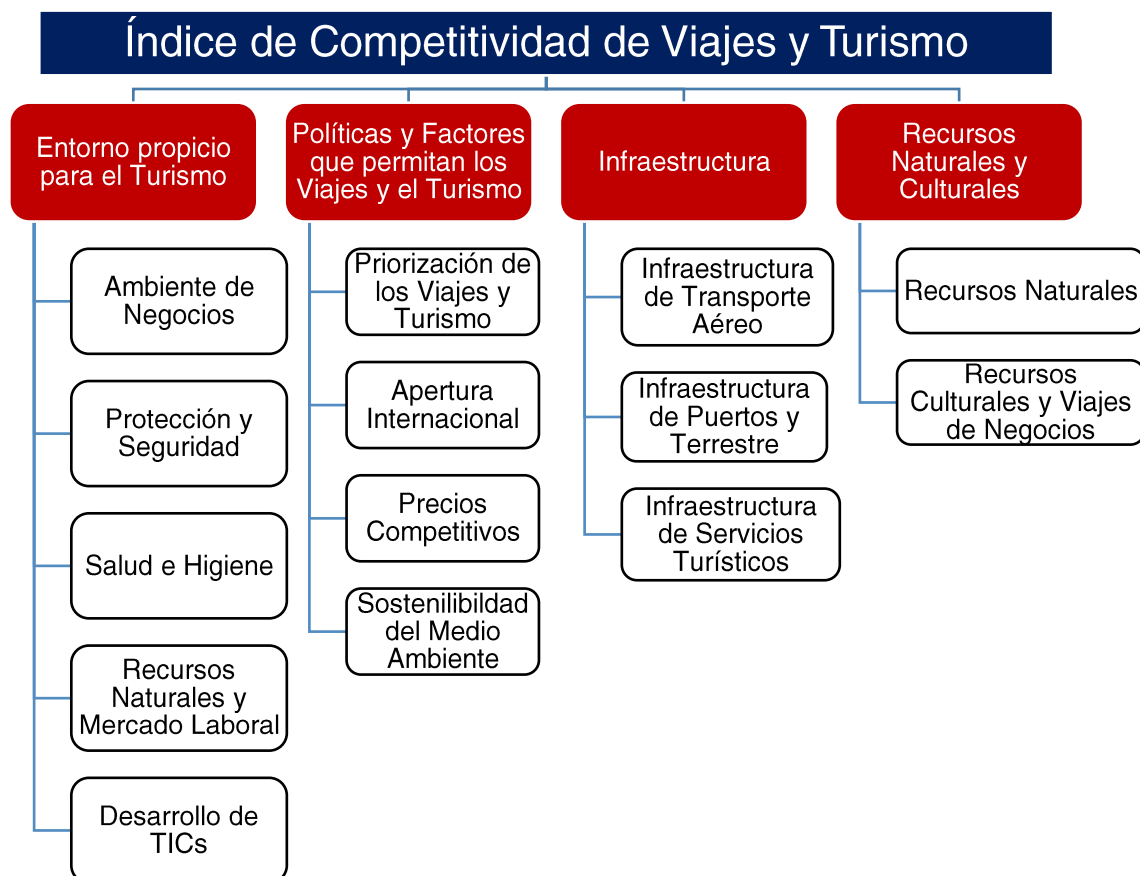 Índice de Competitividad de Viajes y Turismo
Entorno propicio
para el Turismo
Ambiente de
Negocios
Protección y
Seguridad
Salud e Higiene
Recursos
Naturales y
Mercado Laboral
Desarrollo de
TICs
Políticas y Factores
que permitan los
Viajes y el Turismo
Priorización de
los Viajes y
Turismo
Apertura
Internacional
Precios
Competitivos
Sostenilibildad
del Medio
Ambiente
Infraestructura
Infraestructura
de Transporte
Aéreo
Infraestructura
de Puertos y
Terrestre
Infraestructura
de Servicios
Turísticos
Recursos
Naturales y
Culturales
Recursos Naturales
Recursos
Culturales y Viajes
de Negocios